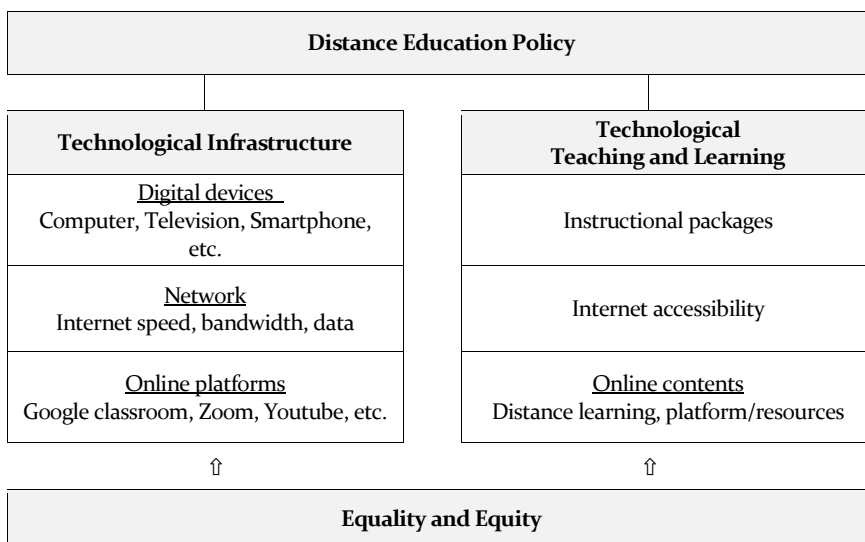 Distance Education Policy
Technological Infrastructure
Digital devices
Computer, Television, Smartphone,
etc.
Network
Internet speed, bandwidth, data
Online platforms
Google classroom, Zoom, Youtube, etc.
Technological
Teaching and Learning
Instructional packages
Internet accessibility
Online contents
Distance learning, platform/resources
⇧
⇧
Equality and Equity